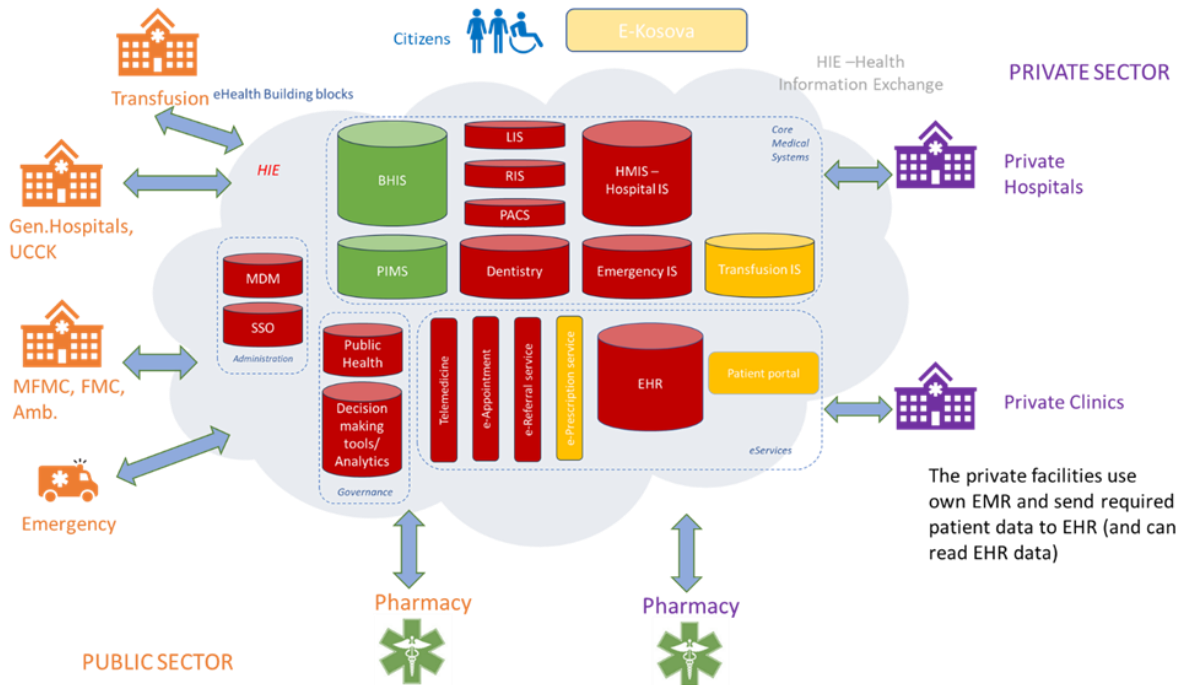 Citizens
E-Kosova
HIE –Health
Information Exchange
PRIVATE SECTOR
Transfusion
eHealth Building blocks
HIE
Gen.Hospitals,
UCCK
MFMC, FMC,
Amb.
Emergency
BHIS
LIS
RIS
PACS
HMIS –
Hospital IS
Core
Medical
Systems
PIMS
Dentistry
Emergency IS
Transfusion IS
MDM
SSO
Administration
Public
Health
Decision
making
tools/
Analytics
Governance
Telemedicine
e-Appointment
e-Referral service
e-Prescription service
EHR
Patient portal
eServices
Private
Hospitals
Private Clinics
The private facilities use
own EMR and send required
patient data to EHR (and can
read EHR data)
Pharmacy
Pharmacy
PUBLIC SECTOR